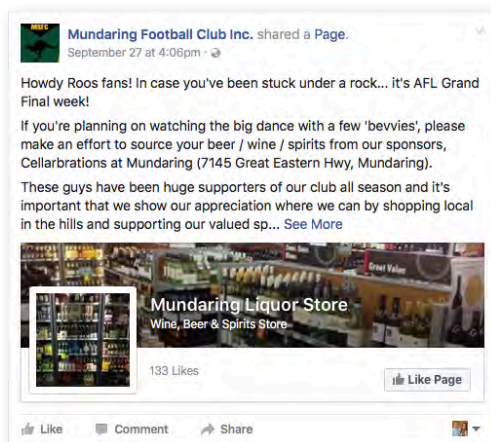 MDFC
Mundaring Football Club Inc. shared a Page.
September 27 at 4:06pm ·
Howdy Roos fans! In case you've been stuck under a rock... it's AFL Grand
Final week!
If you're planning on watching the big dance with a few 'bevvies', please
make an effort to source your beer / wine / spirits from our sponsors,
Cellarbrations at Mundaring (7145 Great Eastern Hwy, Mundaring).
These guys have been huge supporters of our club all season and it's
important that we show our appreciation where we can by shopping local
in the hills and supporting our valued sp... See More
Great Value
Mundaring Liquor Store
Wine, Beer & Spirits Store
133 Likes
Like Page
Like Comment Share